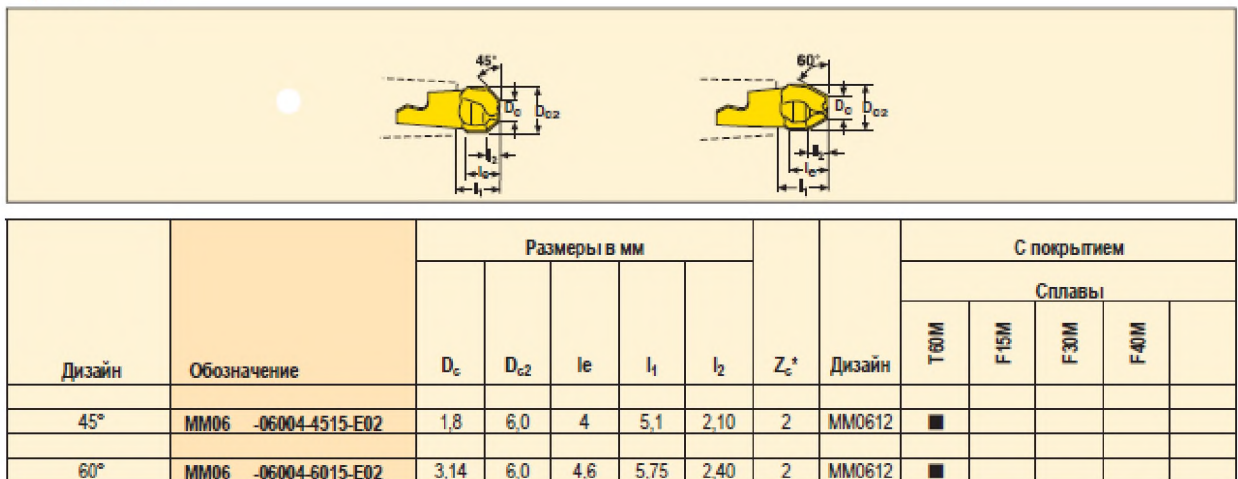 45° 60°
Dc Dc2 Dc Dc2
l2 l2
le le
l1 l1
Размеры в мм С покрытием
Сплавы
Дизайн Обозначение Dc Dc2 le l1 l2 Zc* Дизайн T60M F15M F30M F40M
45° MM06 -06004-4515-E02 1,8 6,0 4 5,1 2,10 2 MM0612 ■
60° MM06 -06004-6015-E02 3,14 6,0 4,6 5,75 2,40 2 MM0612 ■